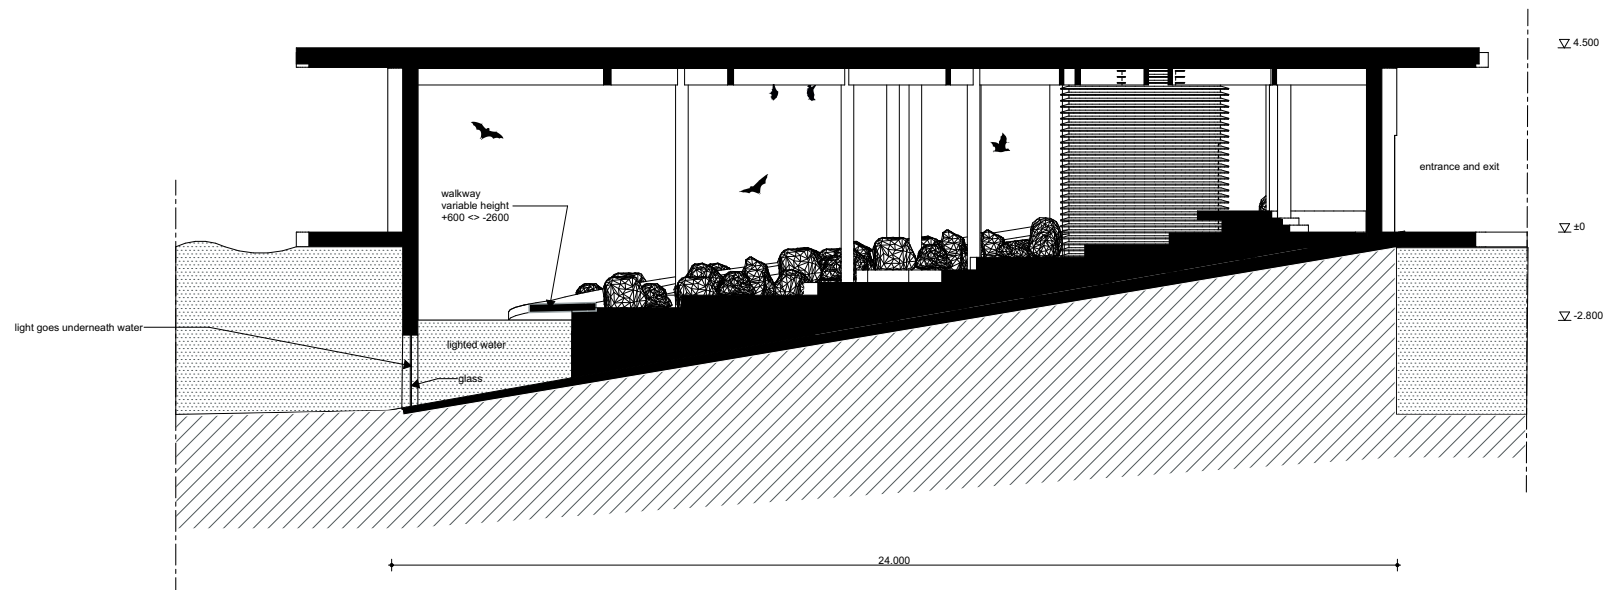 4.500
entrance and exit
walkway
variable height
+600 <> -2600
±0
-2.800
light goes underneath water
lighted water
glass
24.000